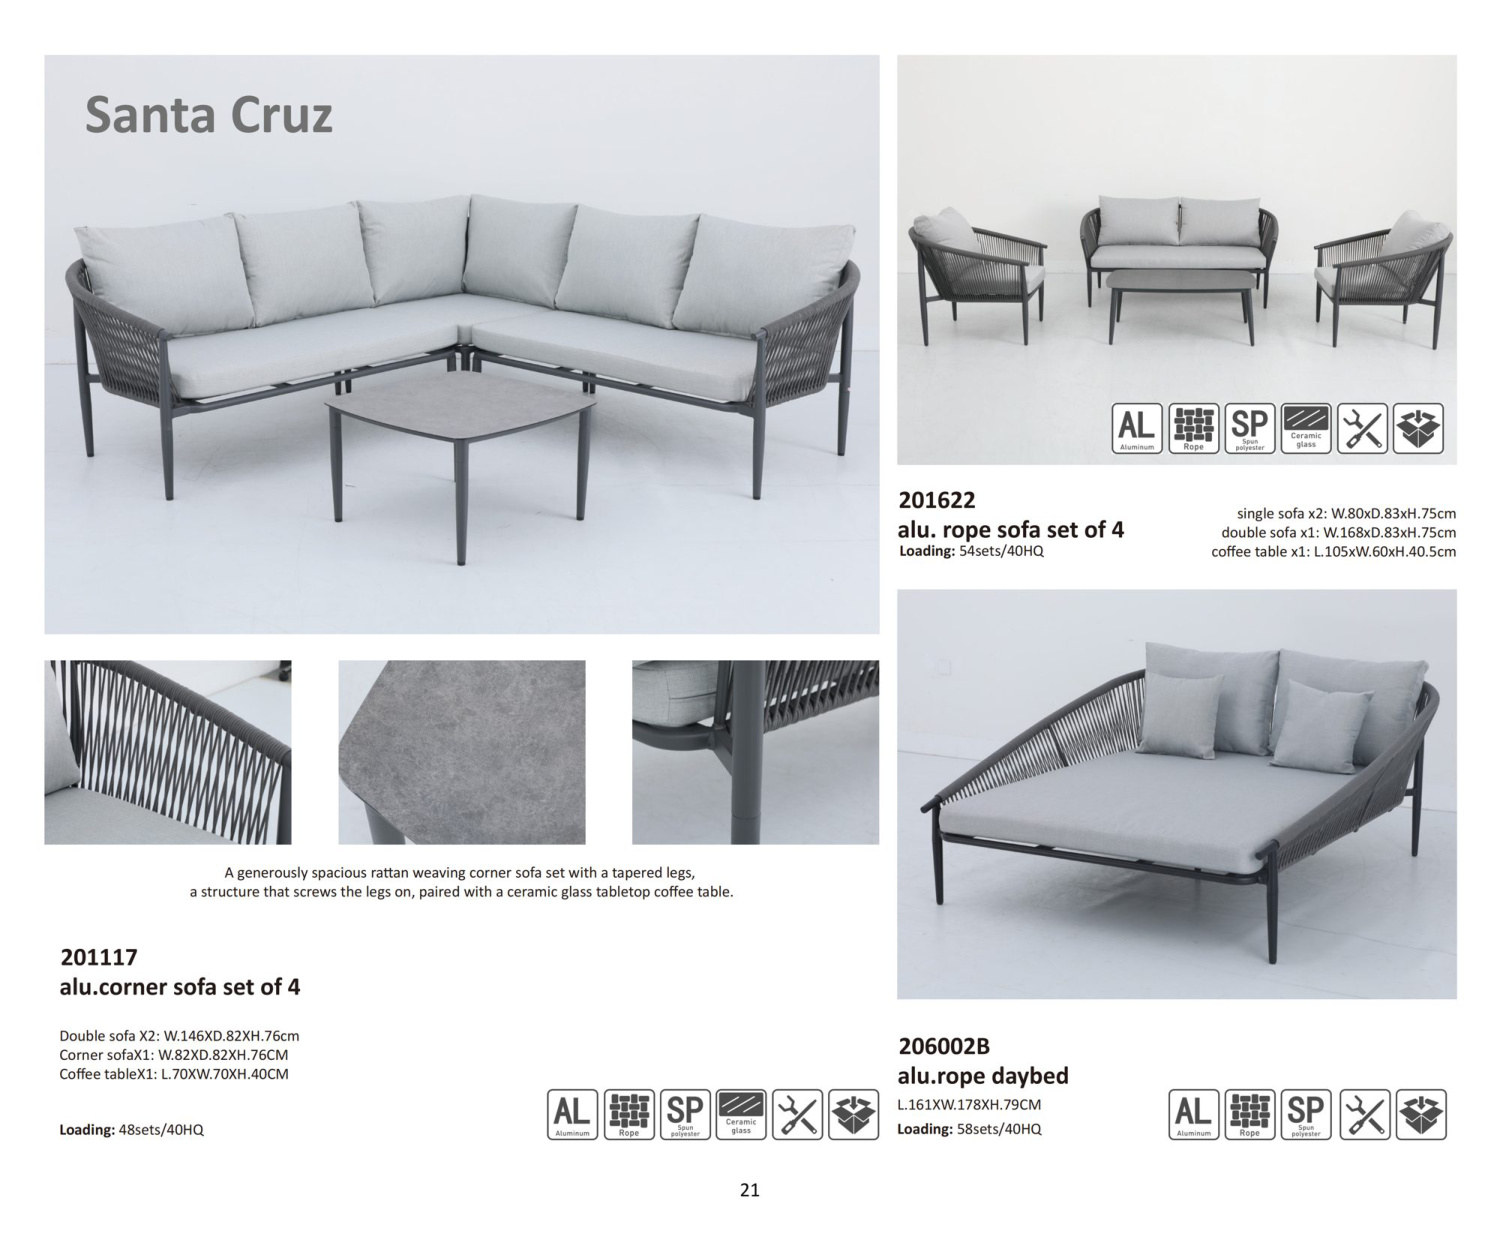 Santa Cruz
AL
Aluminum
Rope
SP
Spun
polyester
Ceramic
glass
201622
alu. rope sofa set of 4
Loading: 54sets/40HQ
single sofa x2: W.80xD.83xH.75cm
double sofa x1: W.168xD.83xH.75cm
coffee table x1: L.105xW.60xH.40.5cm
A generously spacious rattan weaving corner sofa set with a tapered legs,
a structure that screws the legs on, paired with a ceramic glass tabletop coffee table.
201117
alu.corner sofa set of 4
Double sofa X2: W.146XD.82XH.76cm
Corner sofaX1: W.82XD.82XH.76CM
Coffee tableX1: L.70XW.70XH.40CM
Loading: 48sets/40HQ
AL
Aluminum
Rope
SP
Spun
polyester
Ceramic
glass
206002B
alu.rope daybed
L.161XW.178XH.79CM
Loading: 58sets/40HQ
AL
Aluminum
Rope
SP
Spun
polyester
21